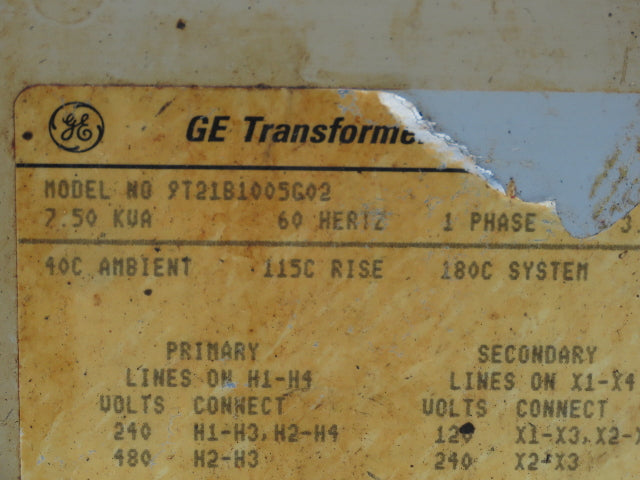 GE
GE Transforme
MODEL NO 9T21B1005G02
7.50 KVA 60 HERTZ 1 PHASE 3.
40C AMBIENT 115C RISE 180C SYSTEM
PRIMARY
LINES ON H1-H4
VOLTS CONNECT
240 H1-H3,H2-H4
480 H2-H3
SECONDARY
LINES ON X1-X4
VOLTS CONNECT
120 X1-X3,X2-X
240 X2-X3